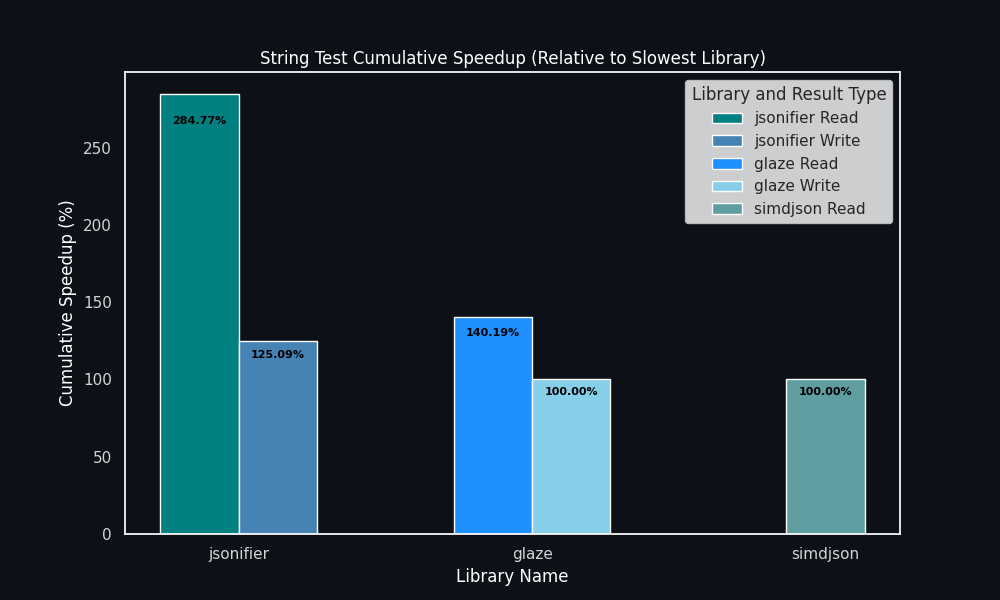 String Test Cumulative Speedup (Relative to Slowest Library)
Library and Result Type
jsonifier Read
jsonifier Write
glaze Read
glaze Write
simdjson Read
284.77%
125.09%
140.19%
100.00%
100.00%
Cumulative Speedup (%)
250
200
150
100
50
0
jsonifier
glaze
simdjson
Library Name